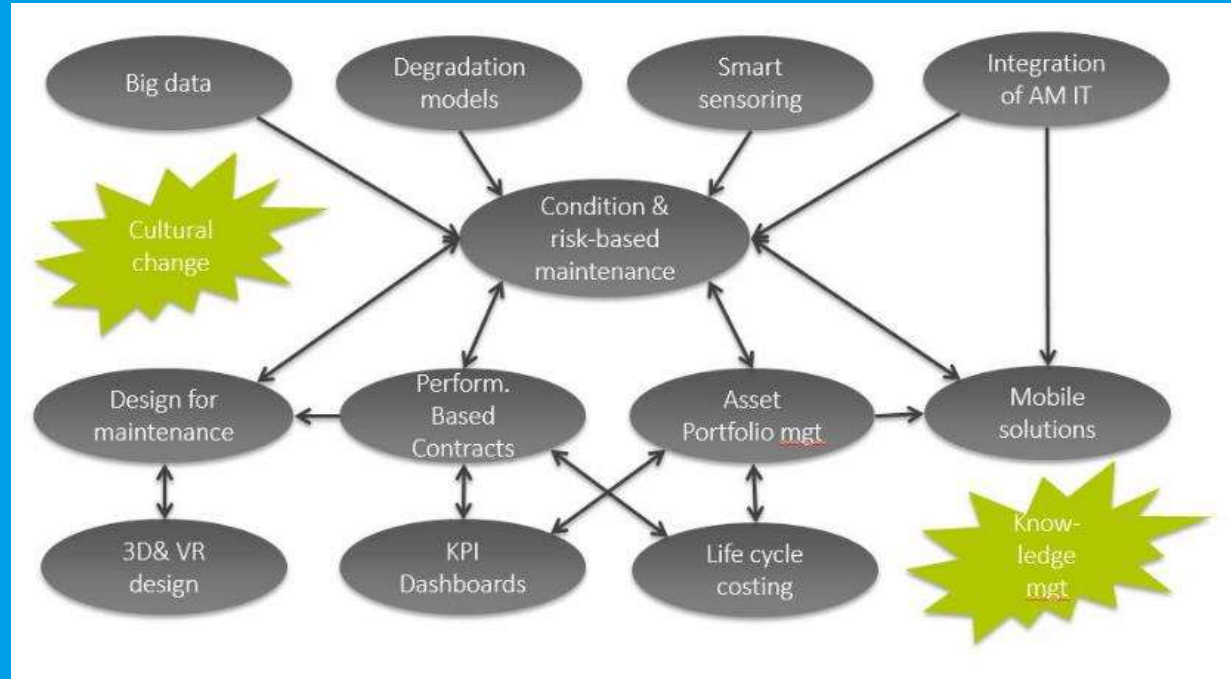 Big data
Degradation
models
Smart
sensoring
Integration
of AM IT
Cultural
change
Condition &
risk-based
maintenance
Design for
maintenance
Perform.
Based
Contracts
Asset
Portfolio mgt
Mobile
solutions
3D& VR
design
KPI
Dashboards
Life cycle
costing
Know-
ledge
mgt